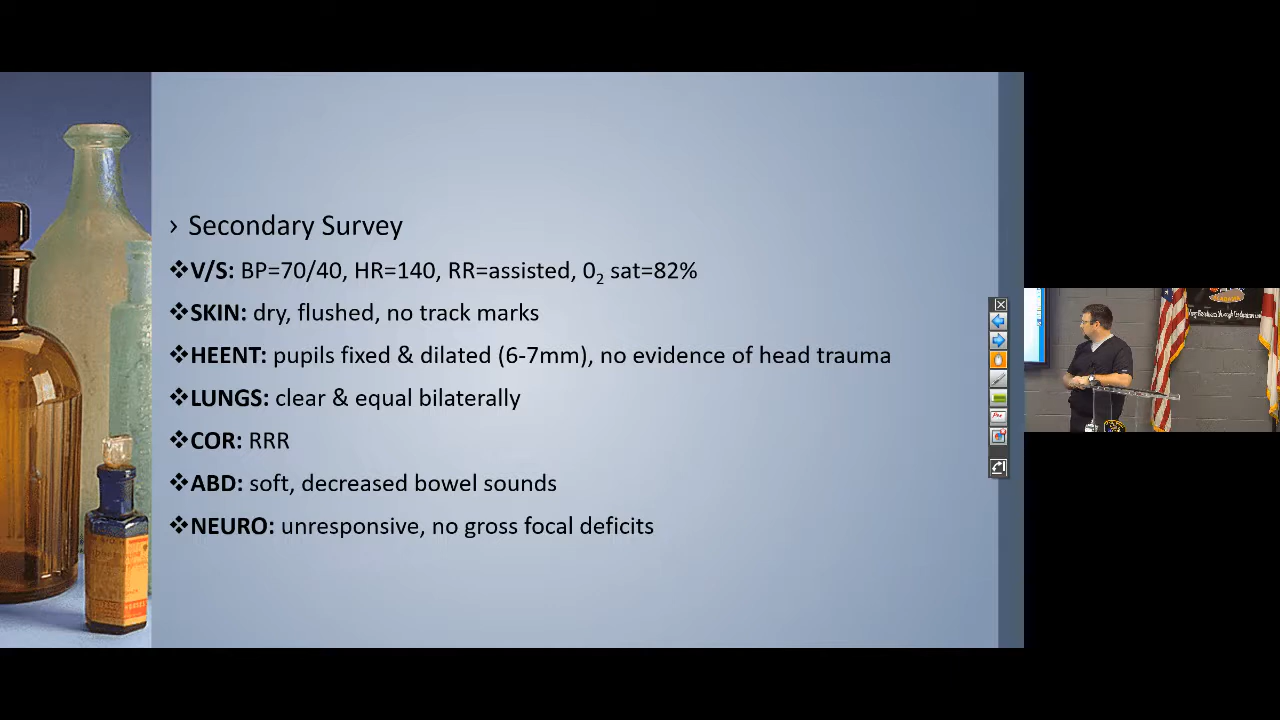 › Secondary Survey
❖V/S: BP=70/40, HR=140, RR=assisted, 0₂ sat=82%
❖SKIN: dry, flushed, no track marks
❖HEENT: pupils fixed & dilated (6-7mm), no evidence of head trauma
❖LUNGS: clear & equal bilaterally
❖COR: RRR
❖ABD: soft, decreased bowel sounds
❖NEURO: unresponsive, no gross focal deficits